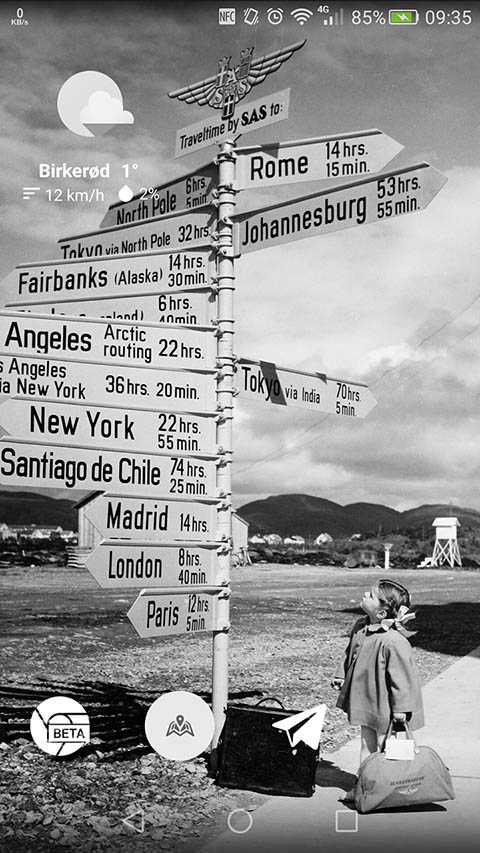 0
KB/s
NFC
4G
85%
09:35
SAS
Traveltime by SAS to:
Rome 14 hrs. 15 min.
Birkerød 1°
12 km/h 2%
North Pole 6 hrs. 5 min.
Johannesburg 53 hrs. 55 min.
Tokyo via North Pole 32 hrs.
Fairbanks (Alaska) 14 hrs. 30 min.
6 hrs. 40 min.
Angeles Arctic routing 22 hrs.
Angeles
via New York 36 hrs. 20 min.
Tokyo via India 70 hrs. 5 min.
New York 22 hrs. 55 min.
Santiago de Chile 74 hrs. 25 min.
Madrid 14 hrs.
London 8 hrs. 40 min.
Paris 12 hrs. 5 min.
BETA